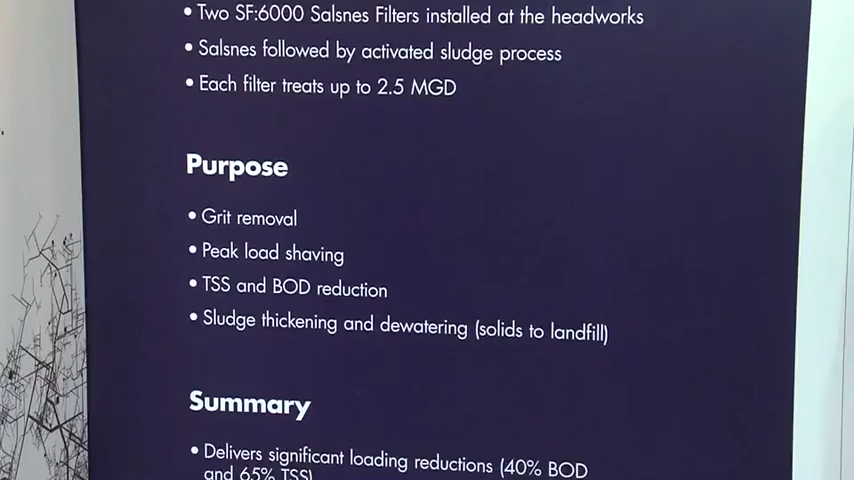 • Two SF:6000 Salsnes Filters installed at the headworks
• Salsnes followed by activated sludge process
• Each filter treats up to 2.5 MGD
Purpose
• Grit removal
• Peak load shaving
• TSS and BOD reduction
• Sludge thickening and dewatering (solids to landfill)
Summary
• Delivers significant loading reductions (40% BOD
and 65% TSS)